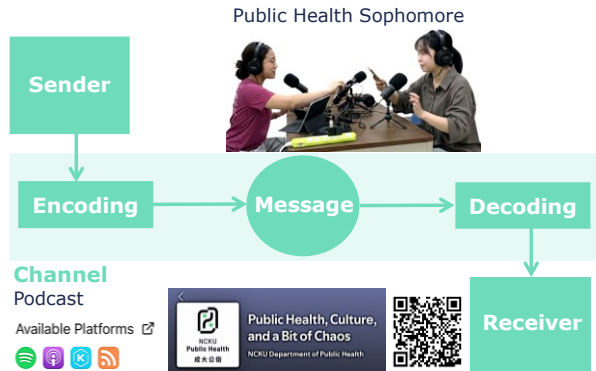 Public Health Sophomore
Sender
Encoding
Message
Decoding
Channel
Podcast
Available Platforms
NCKU
Public Health
成大公衛
Public Health, Culture,
and a Bit of Chaos
NCKU Department of Public Health
Receiver